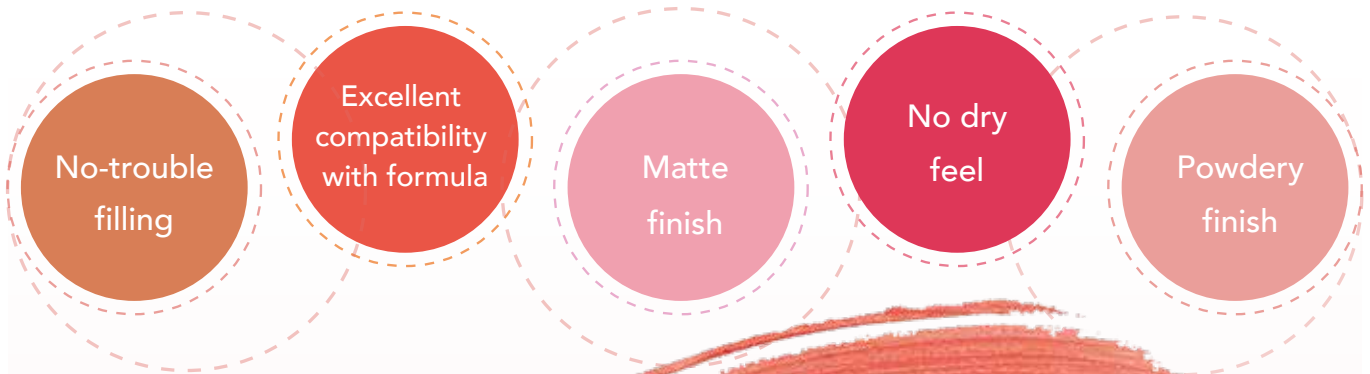 No-trouble
filling
Excellent
compatibility
with formula
Matte
finish
No dry
feel
Powdery
finish